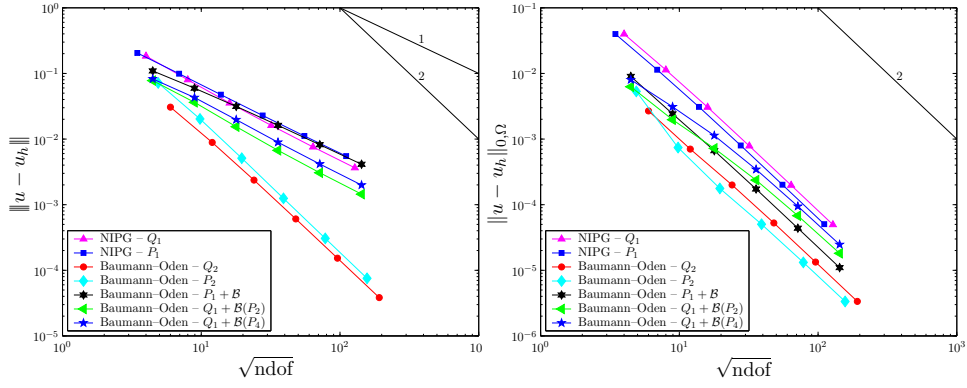 10^0
10^{-1}
10^{-2}
10^{-3}
10^{-4}
10^{-5}
10^0
10^1
10^2
10
√ndof
|||u − u_h|||
1
2
NIPG – Q_1
NIPG – P_1
Baumann–Oden – Q_2
Baumann–Oden – P_2
Baumann–Oden – P_1 + B
Baumann–Oden – Q_1 + B(P_2)
Baumann–Oden – Q_1 + B(P_4)
10^0
10^{-1}
10^{-2}
10^{-3}
10^{-4}
10^{-5}
10^{-6}
10^0
10^1
10^2
10^3
√ndof
||u − u_h||_{0,Ω}
2
NIPG – Q_1
NIPG – P_1
Baumann–Oden – Q_2
Baumann–Oden – P_2
Baumann–Oden – P_1 + B
Baumann–Oden – Q_1 + B(P_2)
Baumann–Oden – Q_1 + B(P_4)